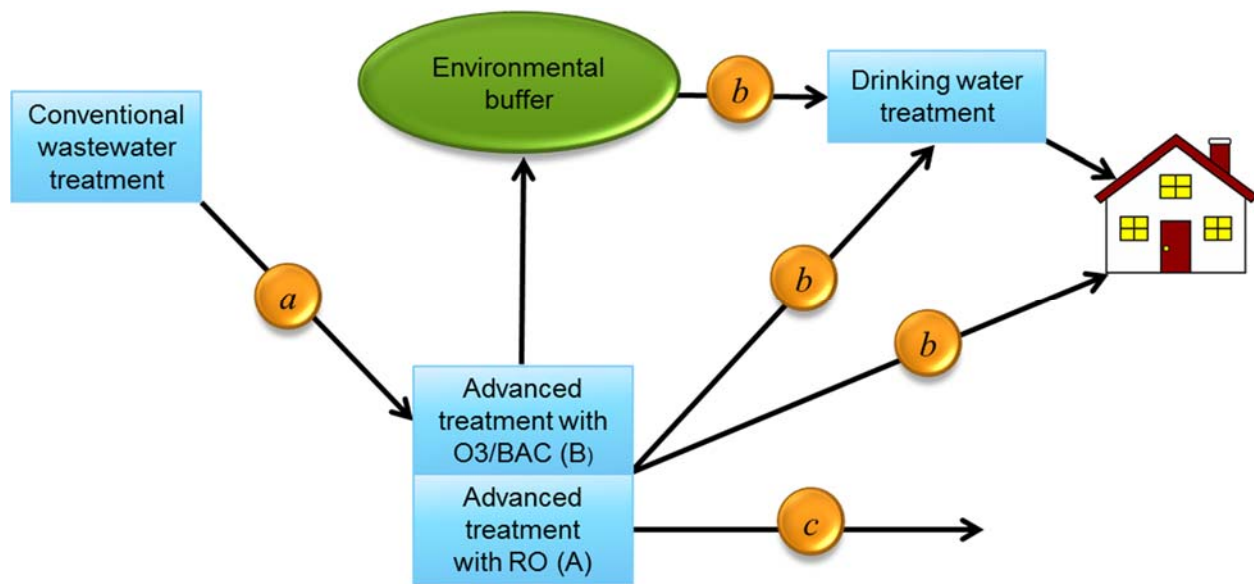 Environmental
buffer
b
Drinking water
treatment
Conventional
wastewater
treatment
a
b
b
Advanced
treatment with
O3/BAC (B)
Advanced
treatment
with RO (A)
c